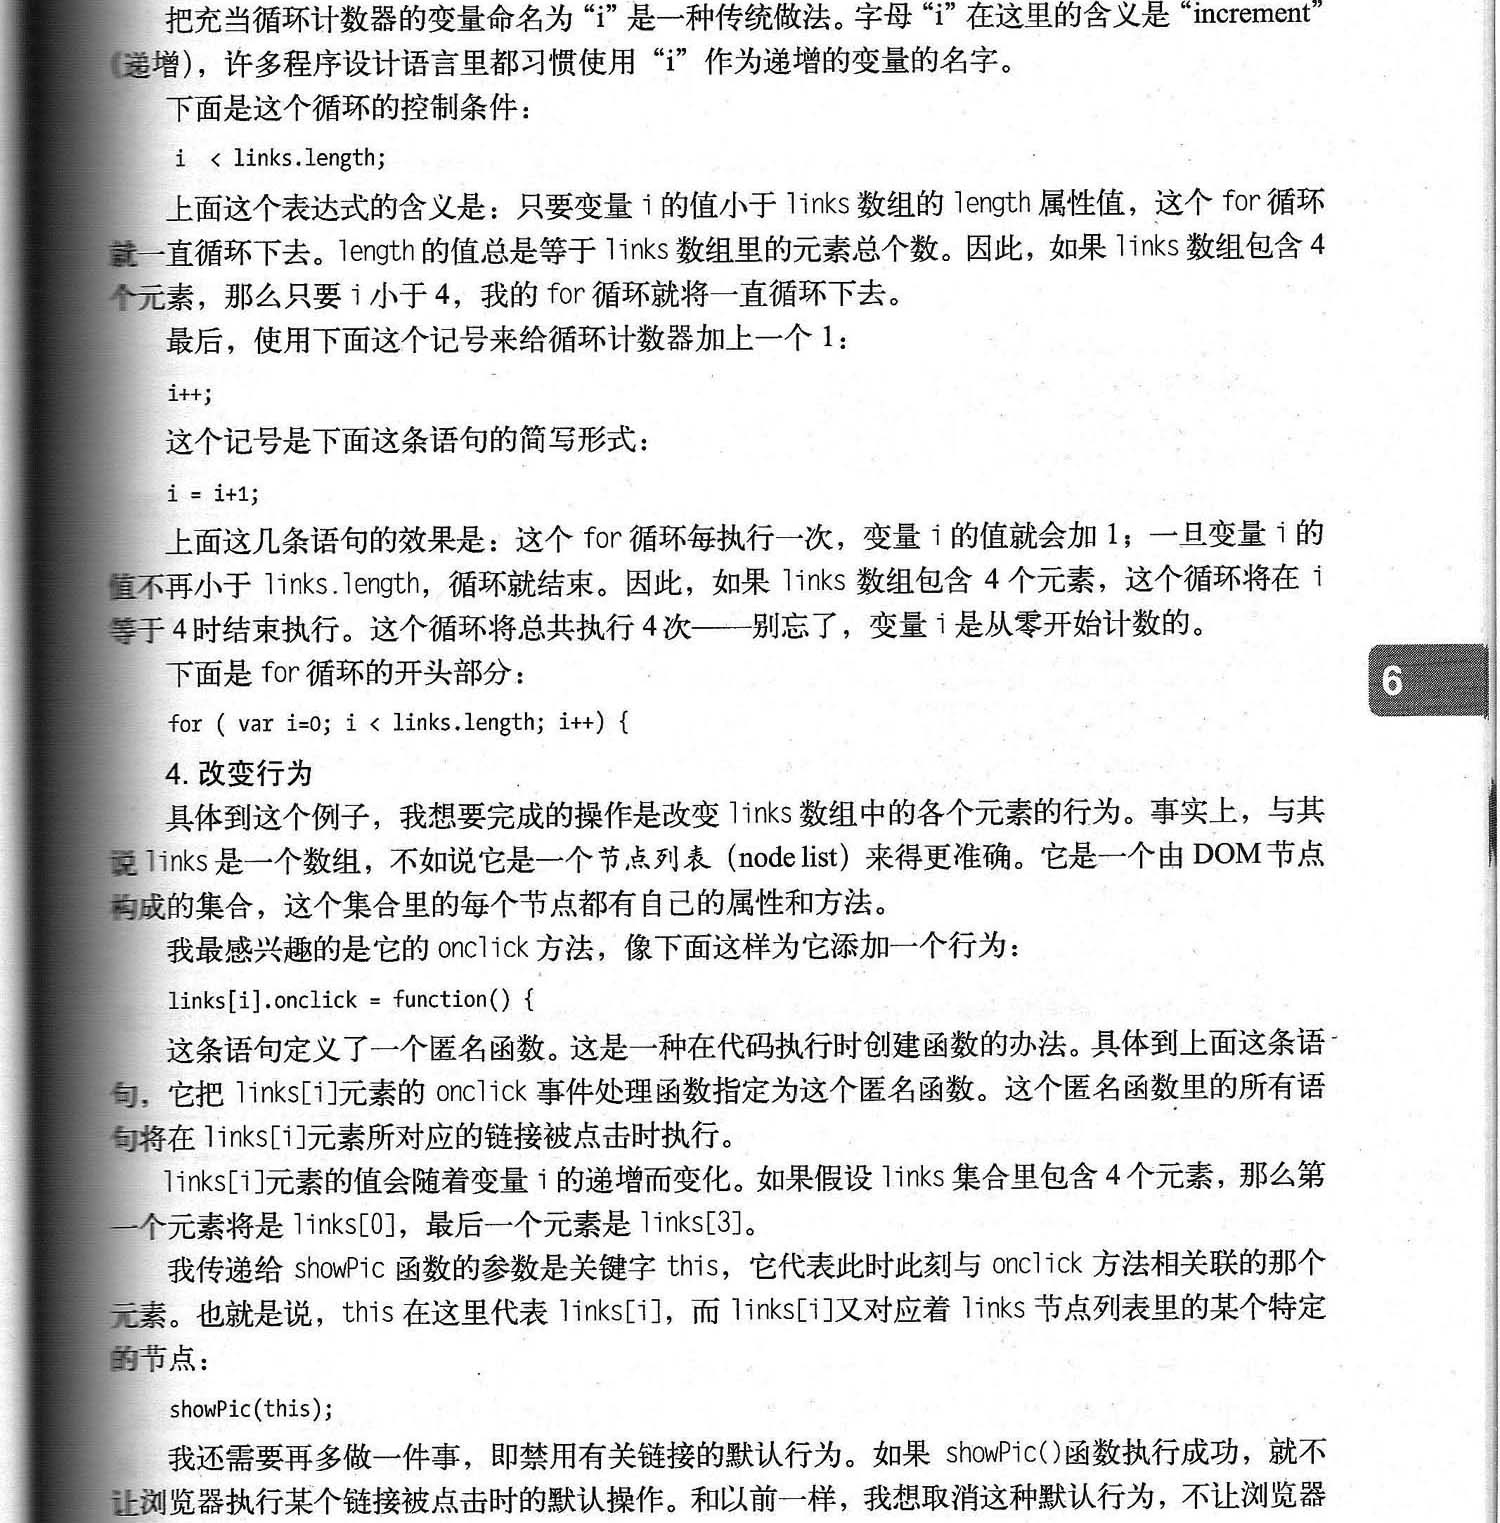 把充当循环计数器的变量命名为“i”是一种传统做法。字母“i”在这里的含义是“increment”
(递增)，许多程序设计语言里都习惯使用“i”作为递增的变量的名字。
下面是这个循环的控制条件：
i < links.length;
上面这个表达式的含义是：只要变量 i 的值小于 links 数组的 length 属性值，这个 for 循环
就一直循环下去。length 的值总是等于 links 数组里的元素总个数。因此，如果 links 数组包含 4
个元素，那么只要 i 小于 4，我的 for 循环就将一直循环下去。
最后，使用下面这个记号来给循环计数器加上一个 1：
i++;
这个记号是下面这条语句的简写形式：
i = i+1;
上面这几条语句的效果是：这个 for 循环每执行一次，变量 i 的值就会加 1；一旦变量 i 的
值不再小于 links.length，循环就结束。因此，如果 links 数组包含 4 个元素，这个循环将在 i
等于 4 时结束执行。这个循环将总共执行 4 次——别忘了，变量 i 是从零开始计数的。
下面是 for 循环的开头部分：
for ( var i=0; i < links.length; i++) {
6
4. 改变行为
具体到这个例子，我想要完成的操作是改变 links 数组中的各个元素的行为。事实上，与其
说 links 是一个数组，不如说它是一个节点列表（node list）来得更准确。它是一个由 DOM 节点
构成的集合，这个集合里的每个节点都有自己的属性和方法。
我最感兴趣的是它的 onclick 方法，像下面这样为它添加一个行为：
links[i].onclick = function() {
这条语句定义了一个匿名函数。这是一种在代码执行时创建函数的办法。具体到上面这条语
句，它把 links[i]元素的 onclick 事件处理函数指定为这个匿名函数。这个匿名函数里的所有语
句将在 links[i]元素所对应的链接被点击时执行。
links[i]元素的值会随着变量 i 的递增而变化。如果假设 links 集合里包含 4 个元素，那么第
一个元素将是 links[0]，最后一个元素是 links[3]。
我传递给 showPic 函数的参数是关键字 this，它代表此时此刻与 onclick 方法相关联的那个
元素。也就是说，this 在这里代表 links[i]，而 links[i]又对应着 links 节点列表里的某个特定
的节点：
showPic(this);
我还需要再多做一件事，即禁用有关链接的默认行为。如果 showPic()函数执行成功，就不
让浏览器执行某个链接被点击时的默认操作。和以前一样，我想取消这种默认行为，不让浏览器